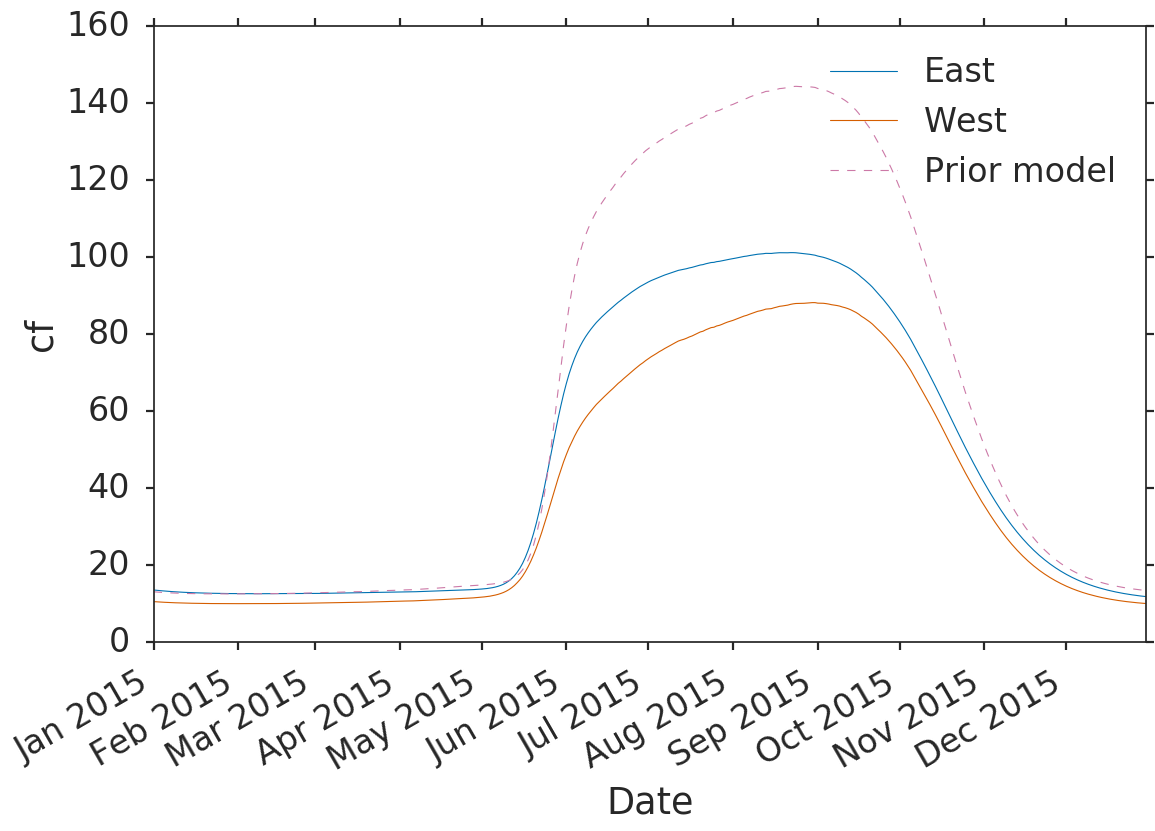 160
140
120
100
80
60
40
20
0
cf
East
West
Prior model
Jan 2015
Feb 2015
Mar 2015
Apr 2015
May 2015
Jun 2015
Jul 2015
Aug 2015
Sep 2015
Oct 2015
Nov 2015
Dec 2015
Date